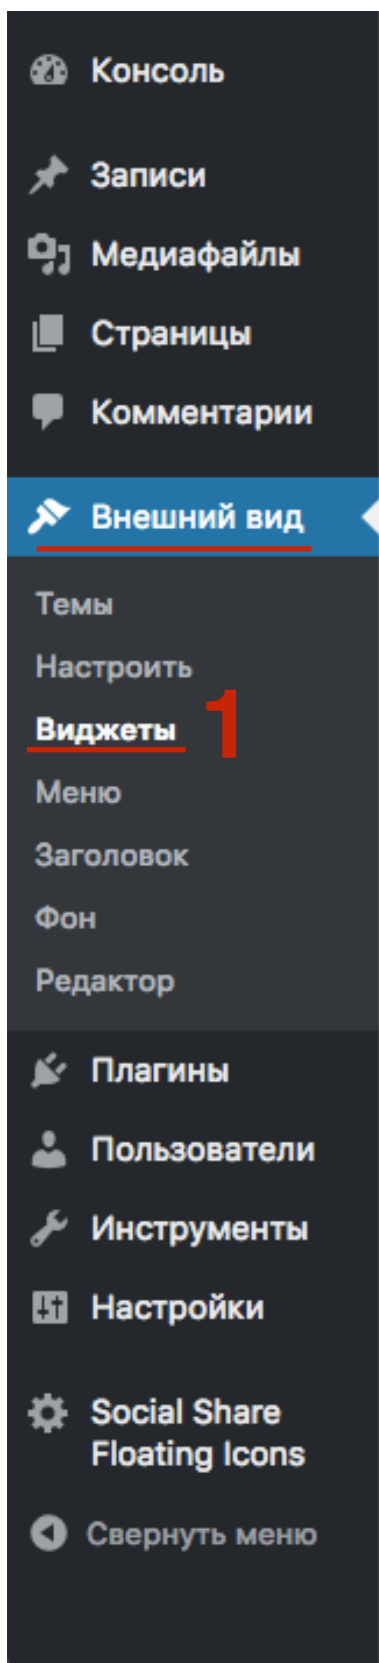 Консоль
Записи
Медиафайлы
Страницы
Комментарии
Внешний вид
Темы
Настроить
Виджеты 1
Меню
Заголовок
Фон
Редактор
Плагины
Пользователи
Инструменты
Настройки
Social Share
Floating Icons
Свернуть меню